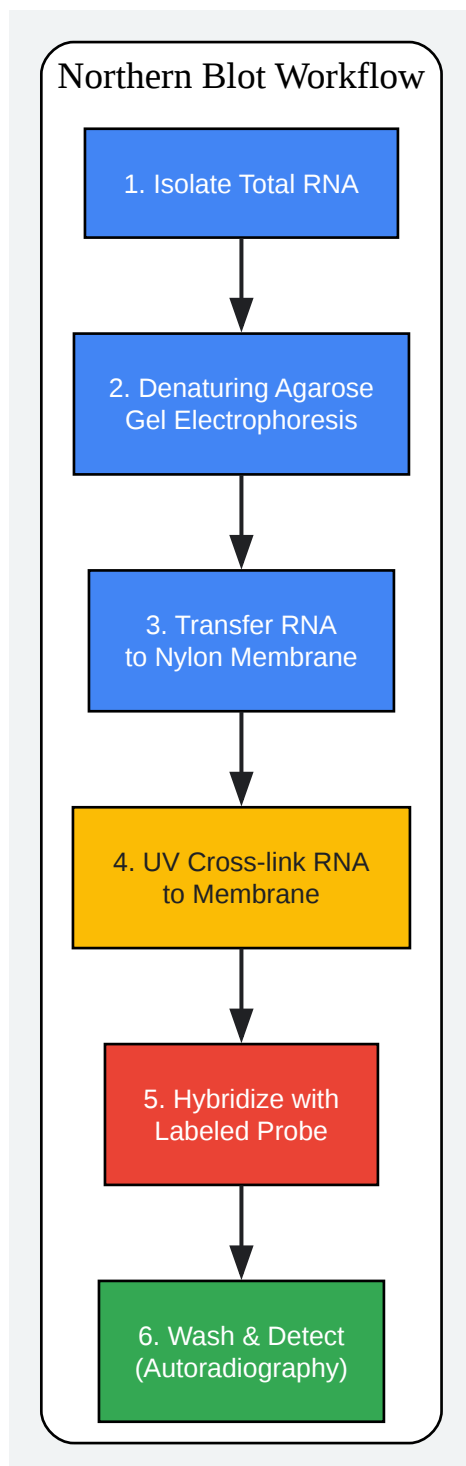 Northern Blot Workflow
1. Isolate Total RNA
2. Denaturing Agarose
Gel Electrophoresis
3. Transfer RNA
to Nylon Membrane
4. UV Cross-link RNA
to Membrane
5. Hybridize with
Labeled Probe
6. Wash & Detect
(Autoradiography)